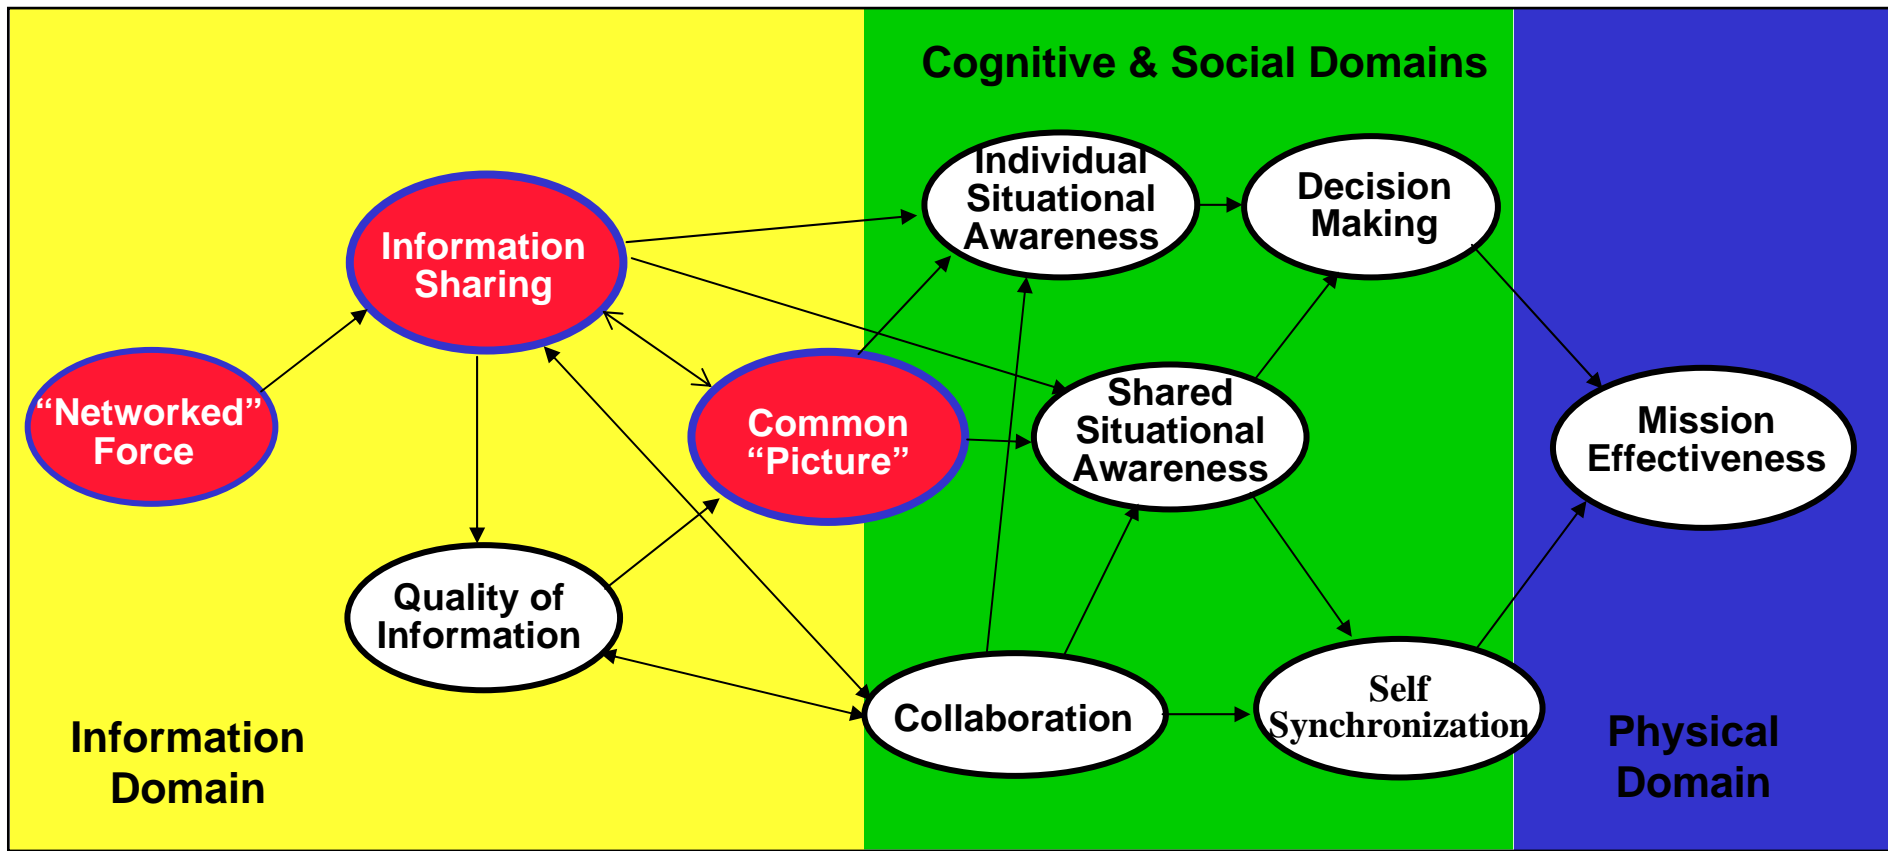 Cognitive & Social Domains
Individual
Situational
Awareness
Decision
Making
Information
Sharing
“Networked”
Force
Common
“Picture”
Shared
Situational
Awareness
Mission
Effectiveness
Quality of
Information
Collaboration
Self
Synchronization
Information
Domain
Physical
Domain